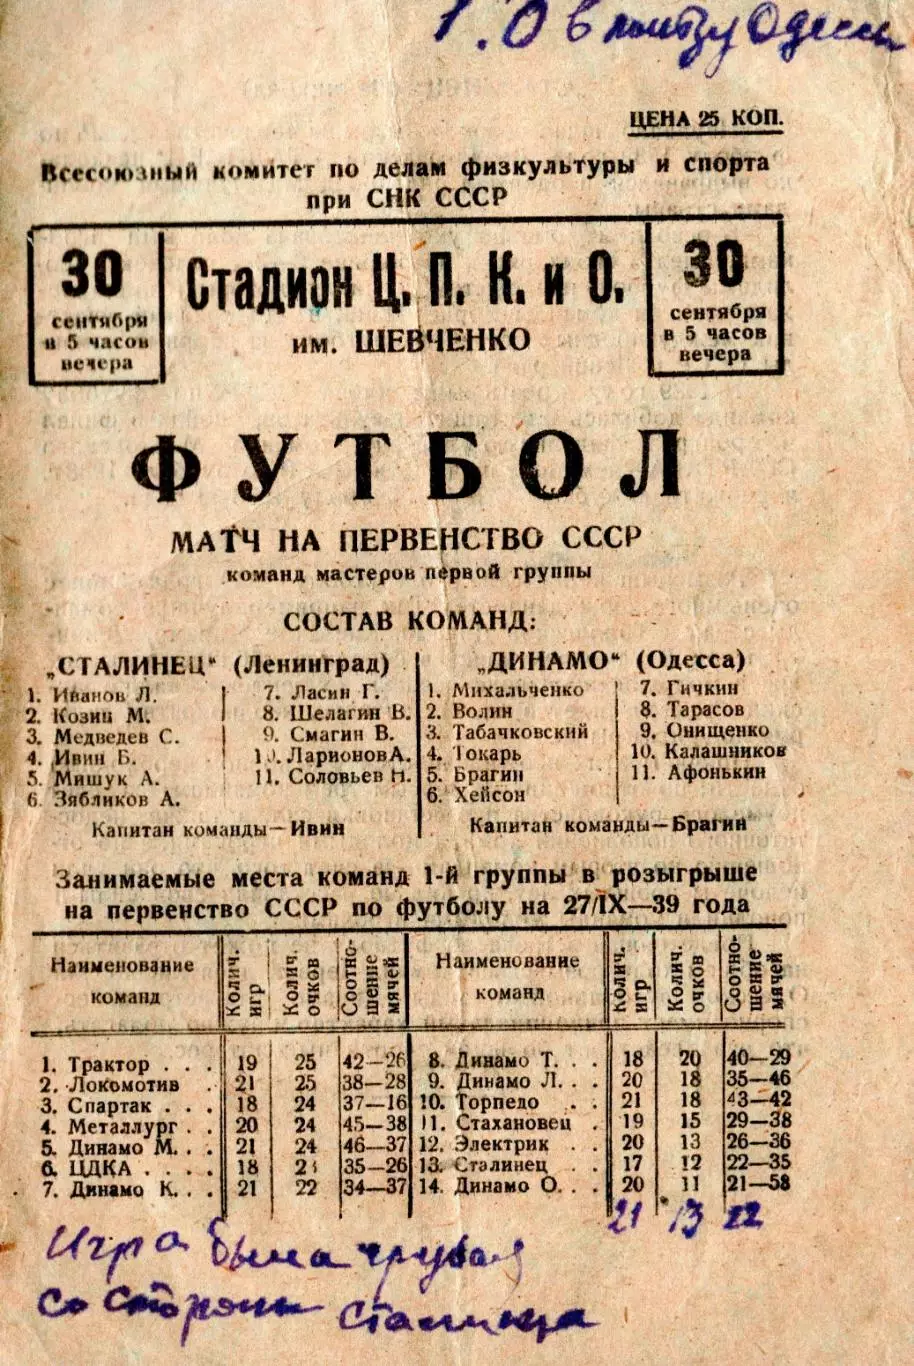 1:0 в пользу Одессы
ЦЕНА 25 КОП.
Всесоюзный комитет по делам физкультуры и спорта
при СНК СССР
30
сентября
в 5 часов
вечера
Стадион Ц. П. К. и О.
им. ШЕВЧЕНКО
30
сентября
в 5 часов
вечера
ФУТБОЛ
МАТЧ НА ПЕРВЕНСТВО СССР
команд мастеров первой группы
СОСТАВ КОМАНД:
„СТАЛИНЕЦ“ (Ленинград)
1. Иванов Л.
2. Козин М.
3. Медведев С.
4. Ивин Б.
5. Мишук А.
6. Зябликов А.
7. Ласин Г.
8. Шелагин В.
9. Смагин В.
10. Ларионов А.
11. Соловьев Н.
Капитан команды—Ивин
„ДИНАМО“ (Одесса)
1. Михальченко
2. Волин
3. Табачковский
4. Токарь
5. Брагин
6. Хейсон
7. Гичкин
8. Тарасов
9. Онищенко
10. Калашников
11. Афонькин
Капитан команды—Брагин
Занимаемые места команд 1-й группы в розыгрыше
на первенство СССР по футболу на 27/IX—39 года
Наименование команд Колич. игр Колич. очков Соотно-шение мячей Наименование команд Колич. игр Колич. очков Соотно-шение мячей
1. Трактор . . . 19 25 42—26 8. Динамо Т. . . 18 20 40—29
2. Локомотив . 21 25 38—28 9. Динамо Л. . . 20 18 35—46
3. Спартак . . . 18 24 37—16 10. Торпедо . . 21 18 43—42
4. Металлург . 20 24 45—38 11. Стахановец . 19 15 29—38
5. Динамо М. . . 21 24 46—37 12. Электрик . . 20 13 26—36
6. ЦДКА . . . . 18 23 35—26 13. Сталинец . . 17 12 22—35
7. Динамо К. . . 21 22 34—37 14. Динамо О. . . 20 11 21—58
21 13 22
Игра была грубая
со стороны Сталинца